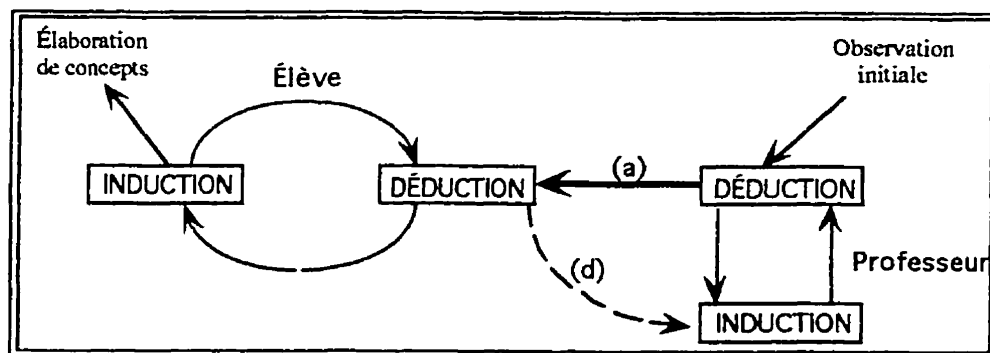 Élaboration
de concepts
Élève
Observation
initiale
INDUCTION
DÉDUCTION
(a)
DÉDUCTION
(d)
Professeur
INDUCTION